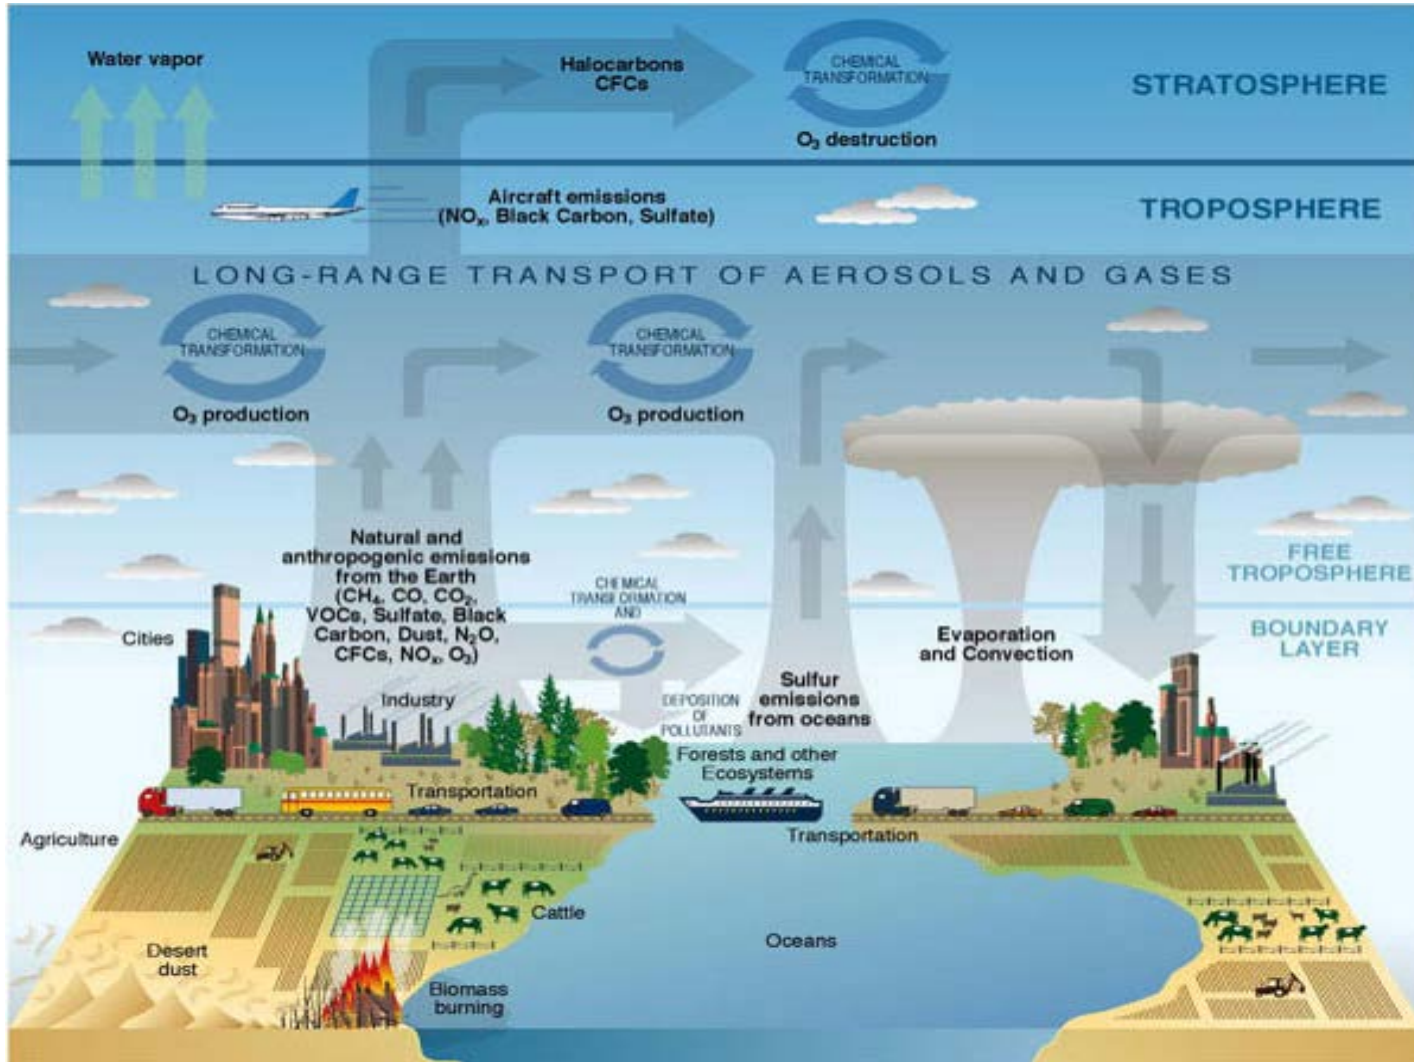 Water vapor
Halocarbons
CFCs
CHEMICAL
TRANSFORMATION
O₃ destruction
STRATOSPHERE
Aircraft emissions
(NOₓ, Black Carbon, Sulfate)
TROPOSPHERE
LONG-RANGE TRANSPORT OF AEROSOLS AND GASES
CHEMICAL
TRANSFORMATION
O₃ production
CHEMICAL
TRANSFORMATION
O₃ production
Natural and
anthropogenic emissions
from the Earth
(CH₄, CO, CO₂,
VOCs, Sulfate, Black
Carbon, Dust, N₂O,
CFCs, NOₓ, O₃)
CHEMICAL
TRANSFORMATION
AND
DEPOSITION
OF
POLLUTANTS
FREE
TROPOSPHERE
BOUNDARY
LAYER
Cities
Industry
Sulfur
emissions
from oceans
Evaporation
and Convection
Forests and other
Ecosystems
Transportation
Transportation
Agriculture
Cattle
Oceans
Desert
dust
Biomass
burning